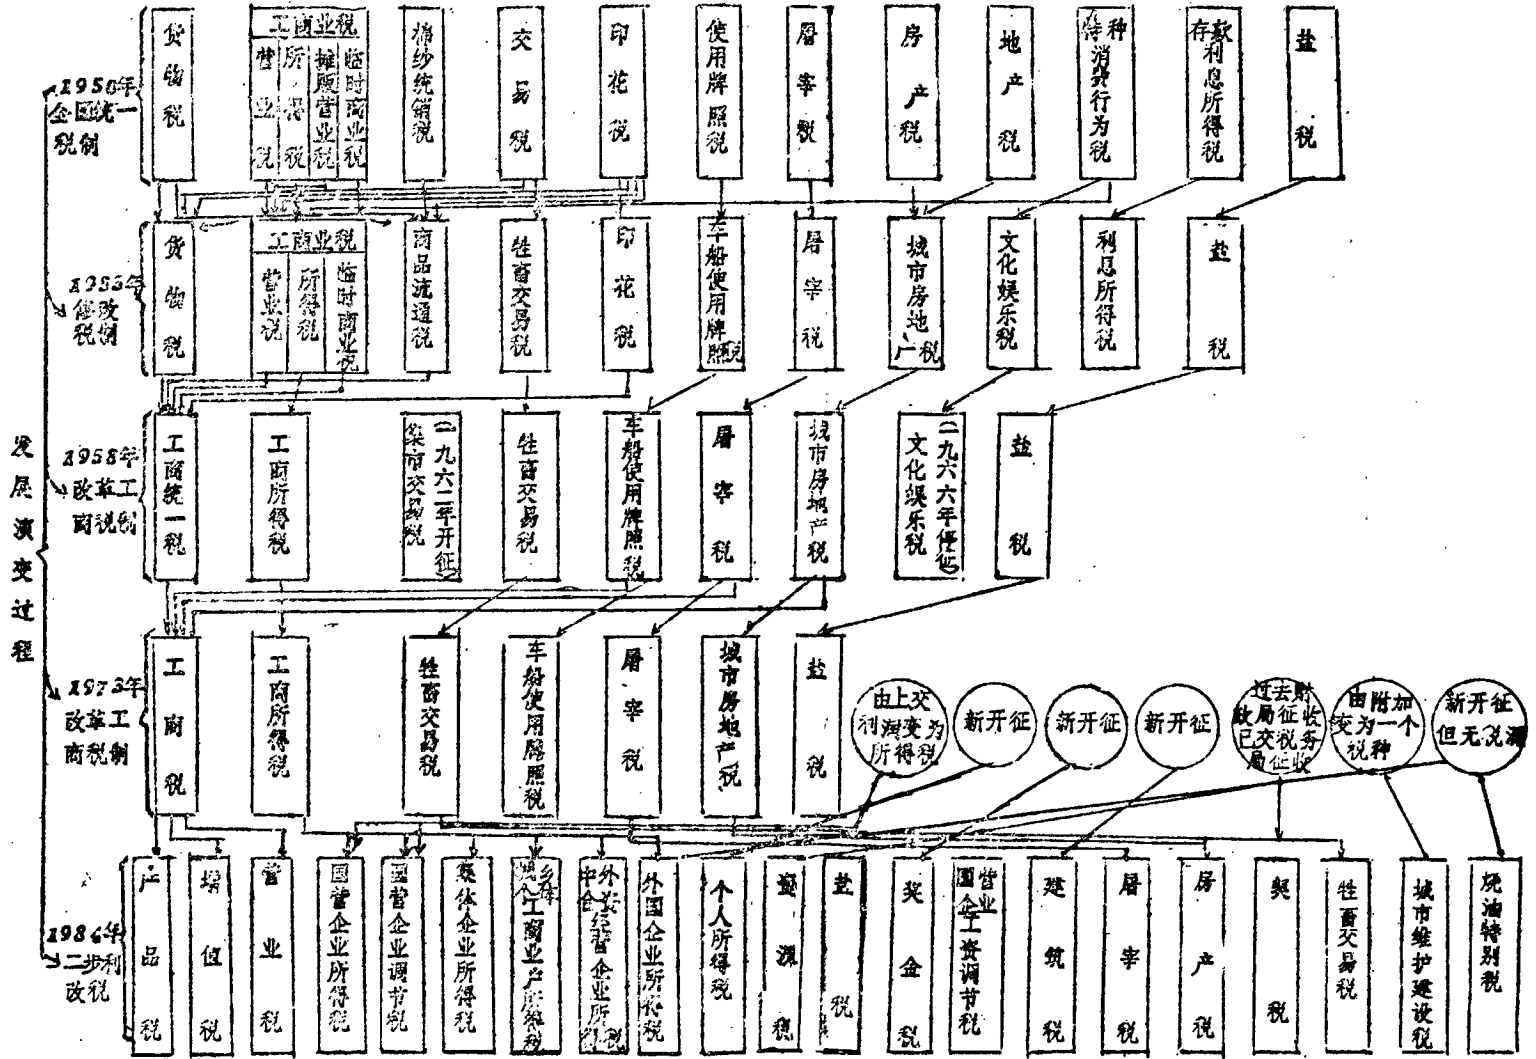 发展演变过程
1950年
全国统一
税制
货物税
工商业税
营业税
所得税
摊贩营业税
临时商业税
棉纱统销税
交易税
印花税
使用牌照税
屠宰税
房产税
地产税
特种消费行为税
存款利息所得税
盐税
1953年
修改
税制
货物税
工商业税
营业税
所得税
临时商业税
商品流通税
牲畜交易税
印花税
车船使用牌照税
屠宰税
城市房地产税
文化娱乐税
利息所得税
盐税
1958年
改革工
商税制
工商统一税
工商所得税
集市交易税
(一九六二年开征)
牲畜交易税
车船使用牌照税
屠宰税
城市房地产税
文化娱乐税
(一九六六年停征)
盐税
1973年
改革工
商税制
工商税
工商所得税
牲畜交易税
车船使用牌照税
屠宰税
城市房地产税
盐税
由上交
利润变为
所得税
新开征
新开征
新开征
过去财
政局征收
已交税务
局征收
由附加
变为一个
税种
新开征
但无税源
1984年
二步利
改税
产品税
增值税
营业税
国营企业所得税
国营企业调节税
集体企业所得税
城乡个体工商业户所得税
中外合资经营企业所得税
外国企业所得税
个人所得税
资源税
盐税
奖金税
国营企业工资调节税
建筑税
屠宰税
房产税
契税
牲畜交易税
城市维护建设税
烧油特别税